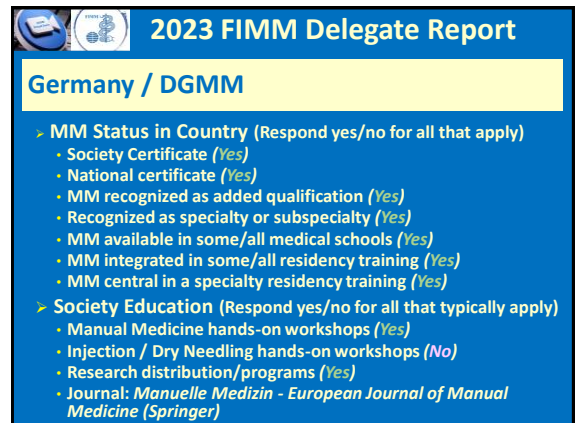 FIMM
2023 FIMM Delegate Report
Germany / DGMM
➢ MM Status in Country (Respond yes/no for all that apply)
• Society Certificate (Yes)
• National certificate (Yes)
• MM recognized as added qualification (Yes)
• Recognized as specialty or subspecialty (Yes)
• MM available in some/all medical schools (Yes)
• MM integrated in some/all residency training (Yes)
• MM central in a specialty residency training (Yes)
➢ Society Education (Respond yes/no for all that typically apply)
• Manual Medicine hands-on workshops (Yes)
• Injection / Dry Needling hands-on workshops (No)
• Research distribution/programs (Yes)
• Journal: Manuelle Medizin - European Journal of Manual
Medicine (Springer)